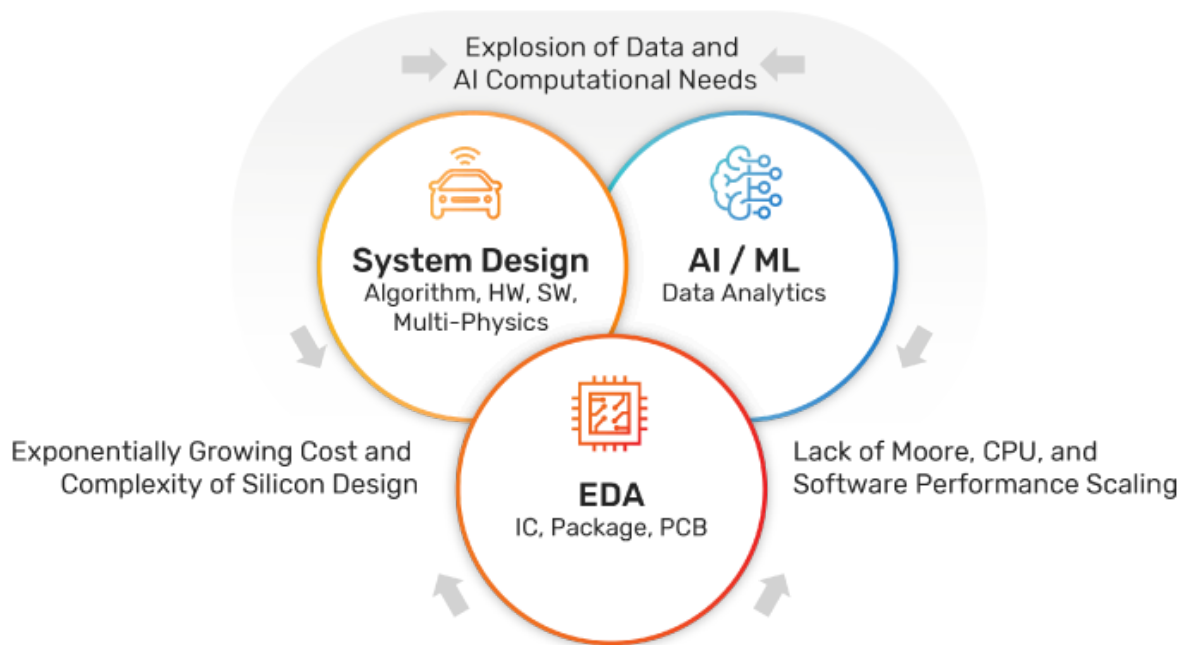 Explosion of Data and
AI Computational Needs
System Design
Algorithm, HW, SW,
Multi-Physics
AI / ML
Data Analytics
Exponentially Growing Cost and
Complexity of Silicon Design
EDA
IC, Package, PCB
Lack of Moore, CPU, and
Software Performance Scaling